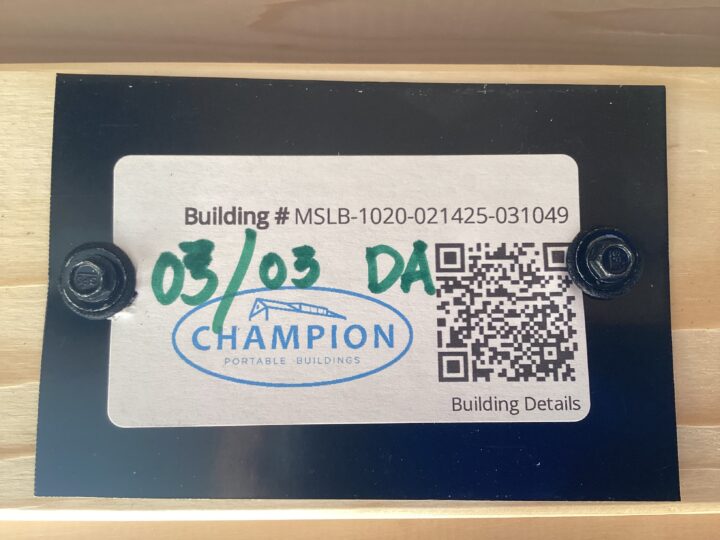 Building # MSLB-1020-021425-031049
03/03 DA
CHAMPION
PORTABLE BUILDINGS
Building Details